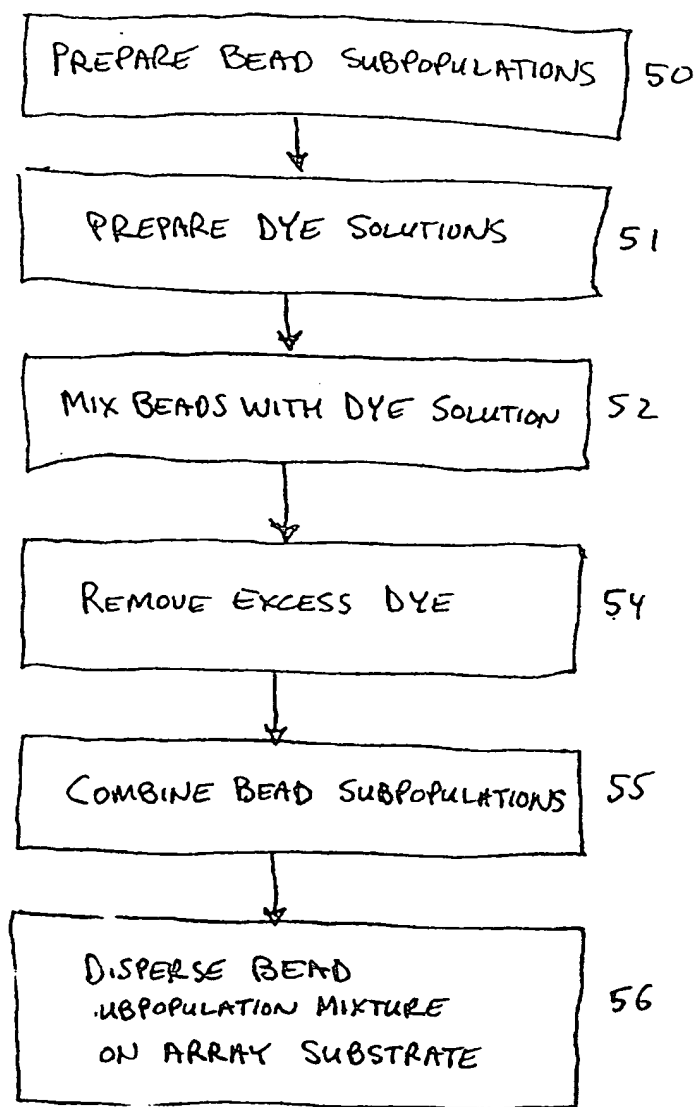 PREPARE BEAD SUBPOPULATIONS 50
PREPARE DYE SOLUTIONS 51
MIX BEADS WITH DYE SOLUTION 52
REMOVE EXCESS DYE 54
COMBINE BEAD SUBPOPULATIONS 55
DISPERSE BEAD
UBPOPULATION MIXTURE 56
ON ARRAY SUBSTRATE